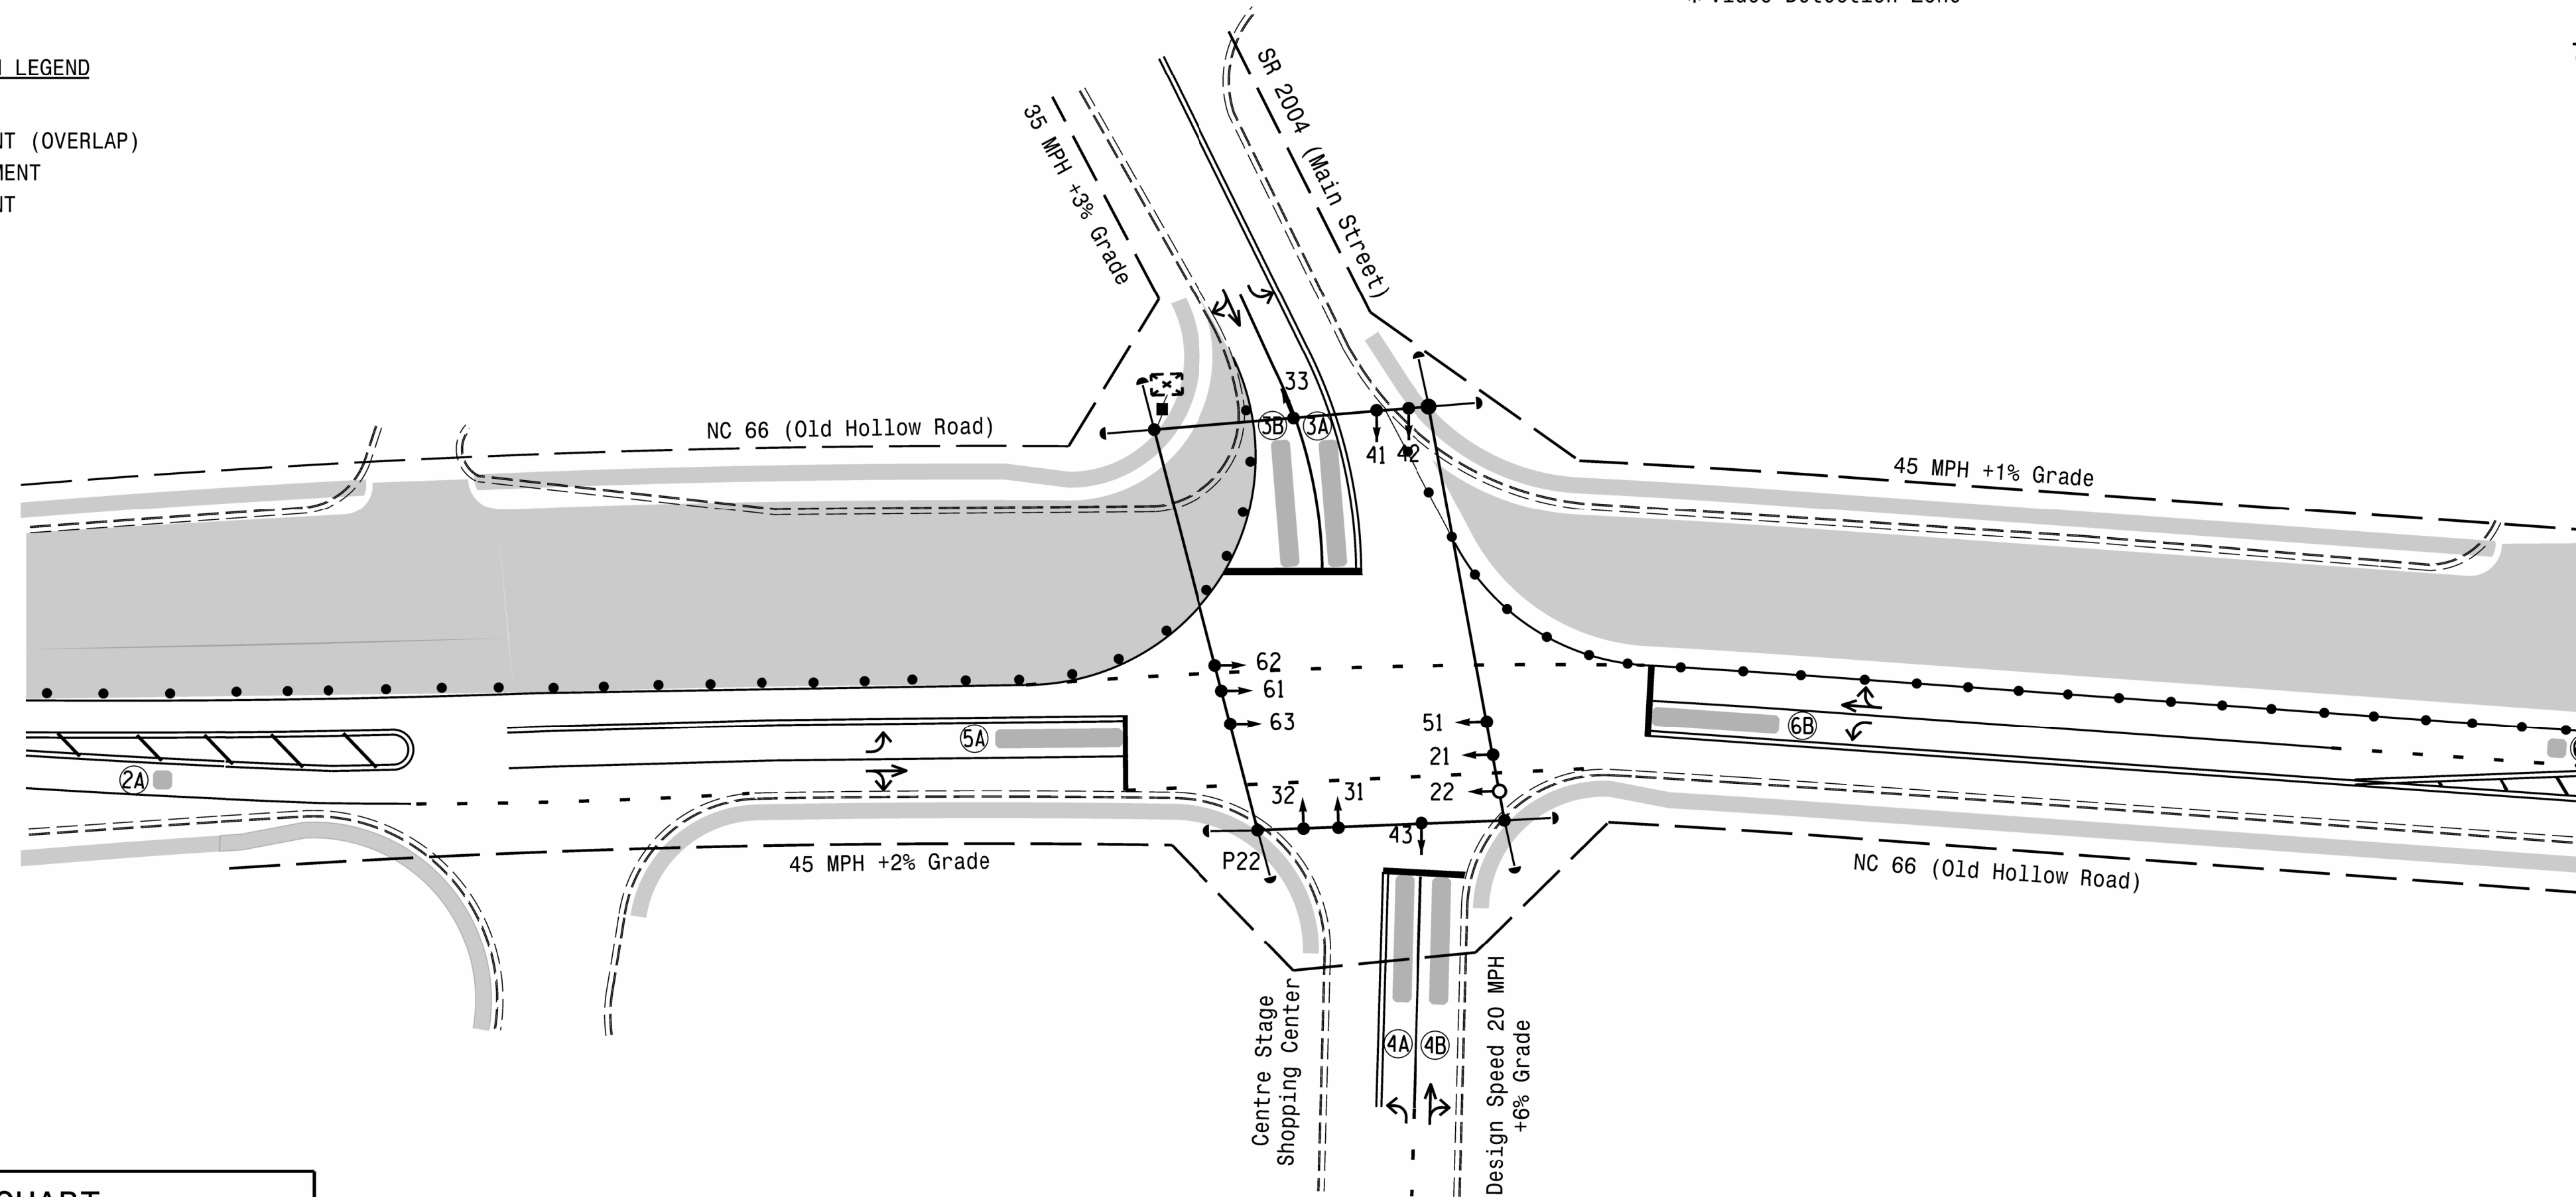 LEGEND
NT (OVERLAP)
MENT
NT
35 MPH +3% Grade
SR 2004 (Main Street)
33
3B
3A
41
42
NC 66 (Old Hollow Road)
45 MPH +1% Grade
62
61
63
51
21
22
5A
6B
2A
32
31
43
P22
45 MPH +2% Grade
NC 66 (Old Hollow Road)
4A
4B
Centre Stage
Shopping Center
Design Speed 20 MPH
+6% Grade